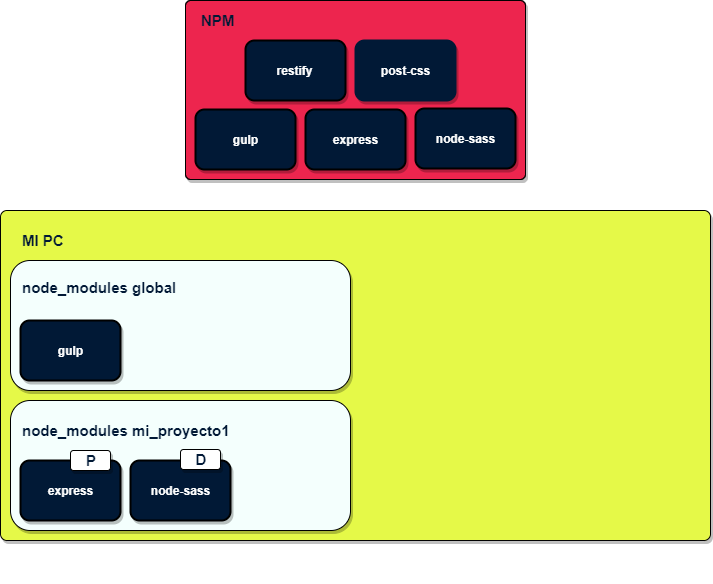 NPM
restify
post-css
gulp
express
node-sass
MI PC
node_modules global
gulp
node_modules mi_proyecto1
P
D
express
node-sass